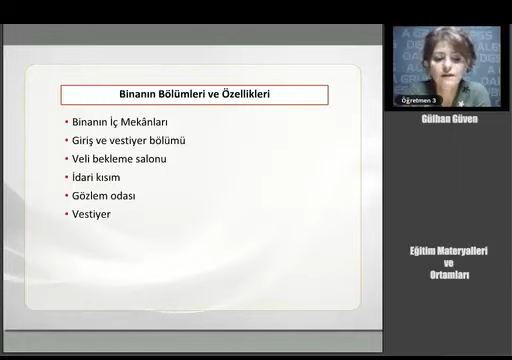 Binanın Bölümleri ve Özellikleri
• Binanın İç Mekânları
• Giriş ve vestiyer bölümü
• Veli bekleme salonu
• İdari kısım
• Gözlem odası
• Vestiyer
Öğretmen 3
Gülhan Güven
Eğitim Materyalleri
ve
Ortamları